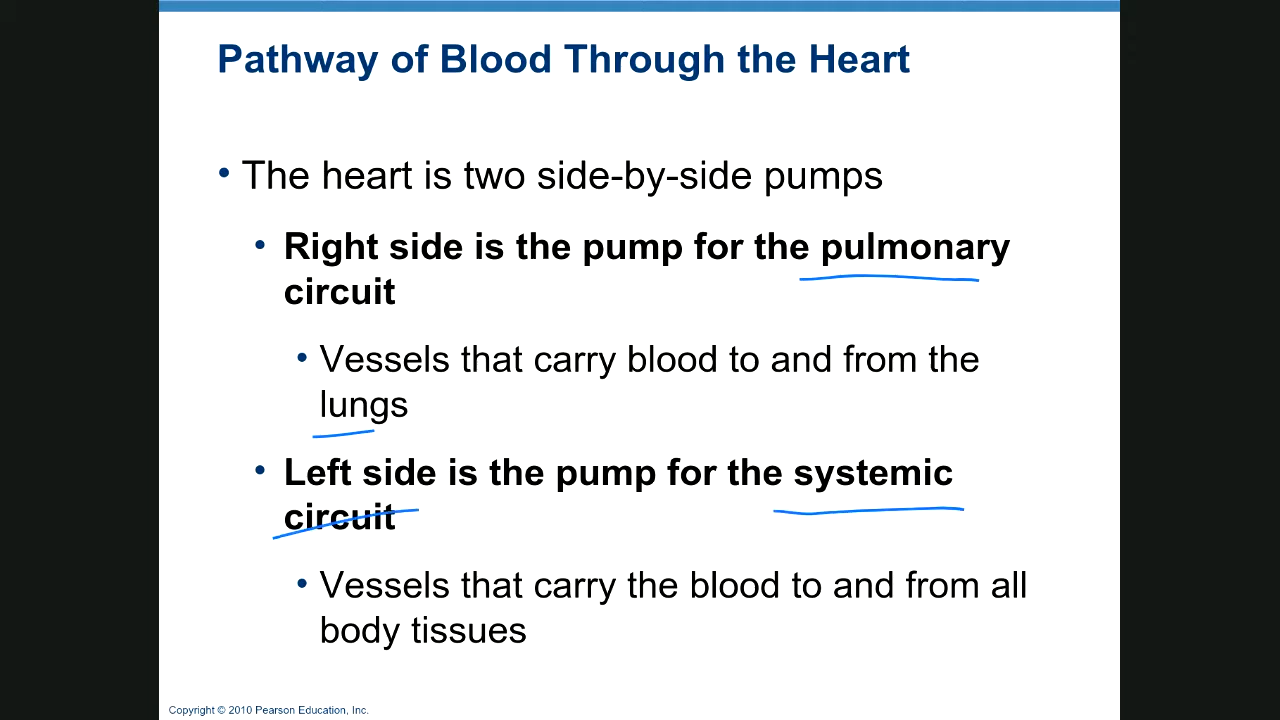 Pathway of Blood Through the Heart
• The heart is two side-by-side pumps
• Right side is the pump for the pulmonary
circuit
• Vessels that carry blood to and from the
lungs
• Left side is the pump for the systemic
circuit
• Vessels that carry the blood to and from all
body tissues
Copyright © 2010 Pearson Education, Inc.